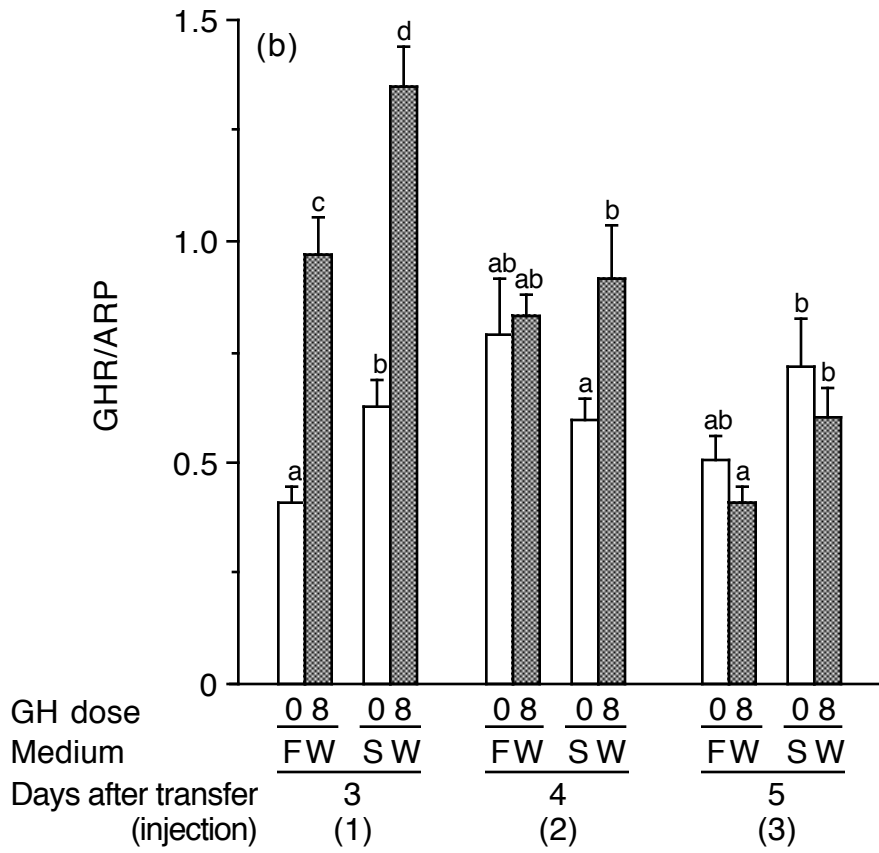 1.5
(b)
d
c
1.0
b
ab
ab
b
GHR/ARP
b
a
b
ab
0.5
a
a
0
GH dose 0 8 0 8 0 8 0 8 0 8 0 8
Medium FW SW FW SW FW SW
Days after transfer 3 4 5
(injection) (1) (2) (3)